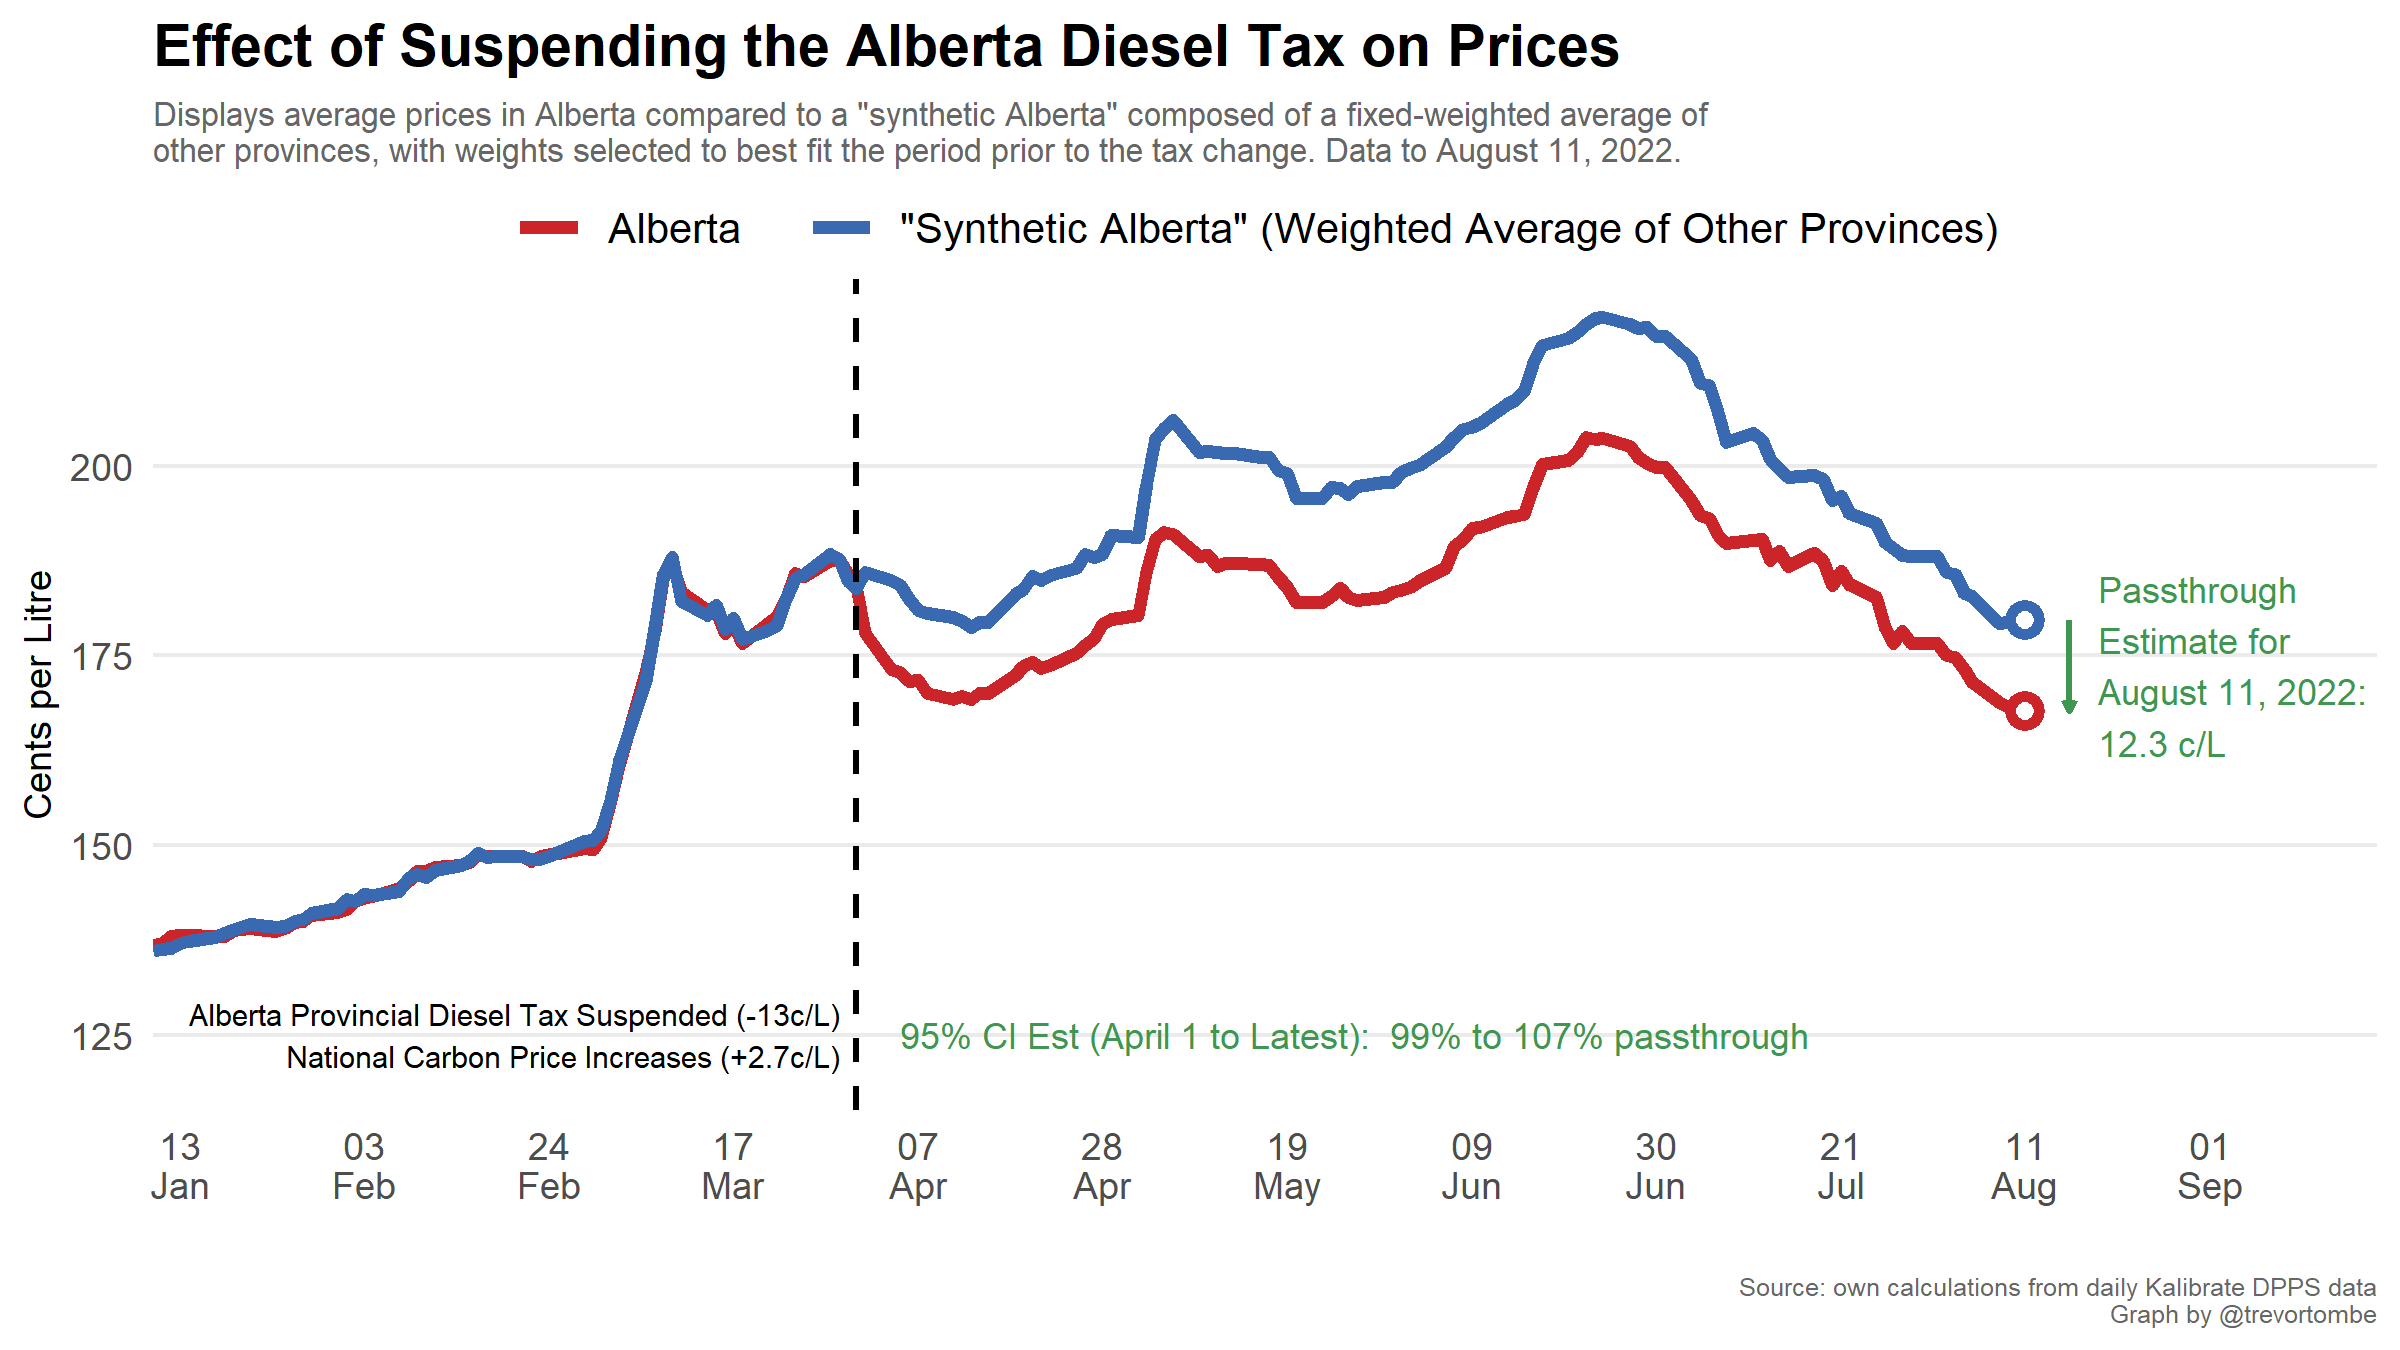 Effect of Suspending the Alberta Diesel Tax on Prices
Displays average prices in Alberta compared to a "synthetic Alberta" composed of a fixed-weighted average of
other provinces, with weights selected to best fit the period prior to the tax change. Data to August 11, 2022.
Alberta
"Synthetic Alberta" (Weighted Average of Other Provinces)
Cents per Litre
200
175
150
125
Passthrough
Estimate for
August 11, 2022:
12.3 c/L
Alberta Provincial Diesel Tax Suspended (-13c/L)
National Carbon Price Increases (+2.7c/L)
95% CI Est (April 1 to Latest):  99% to 107% passthrough
13
Jan
03
Feb
24
Feb
17
Mar
07
Apr
28
Apr
19
May
09
Jun
30
Jun
21
Jul
11
Aug
01
Sep
Source: own calculations from daily Kalibrate DPPS data
Graph by @trevortombe